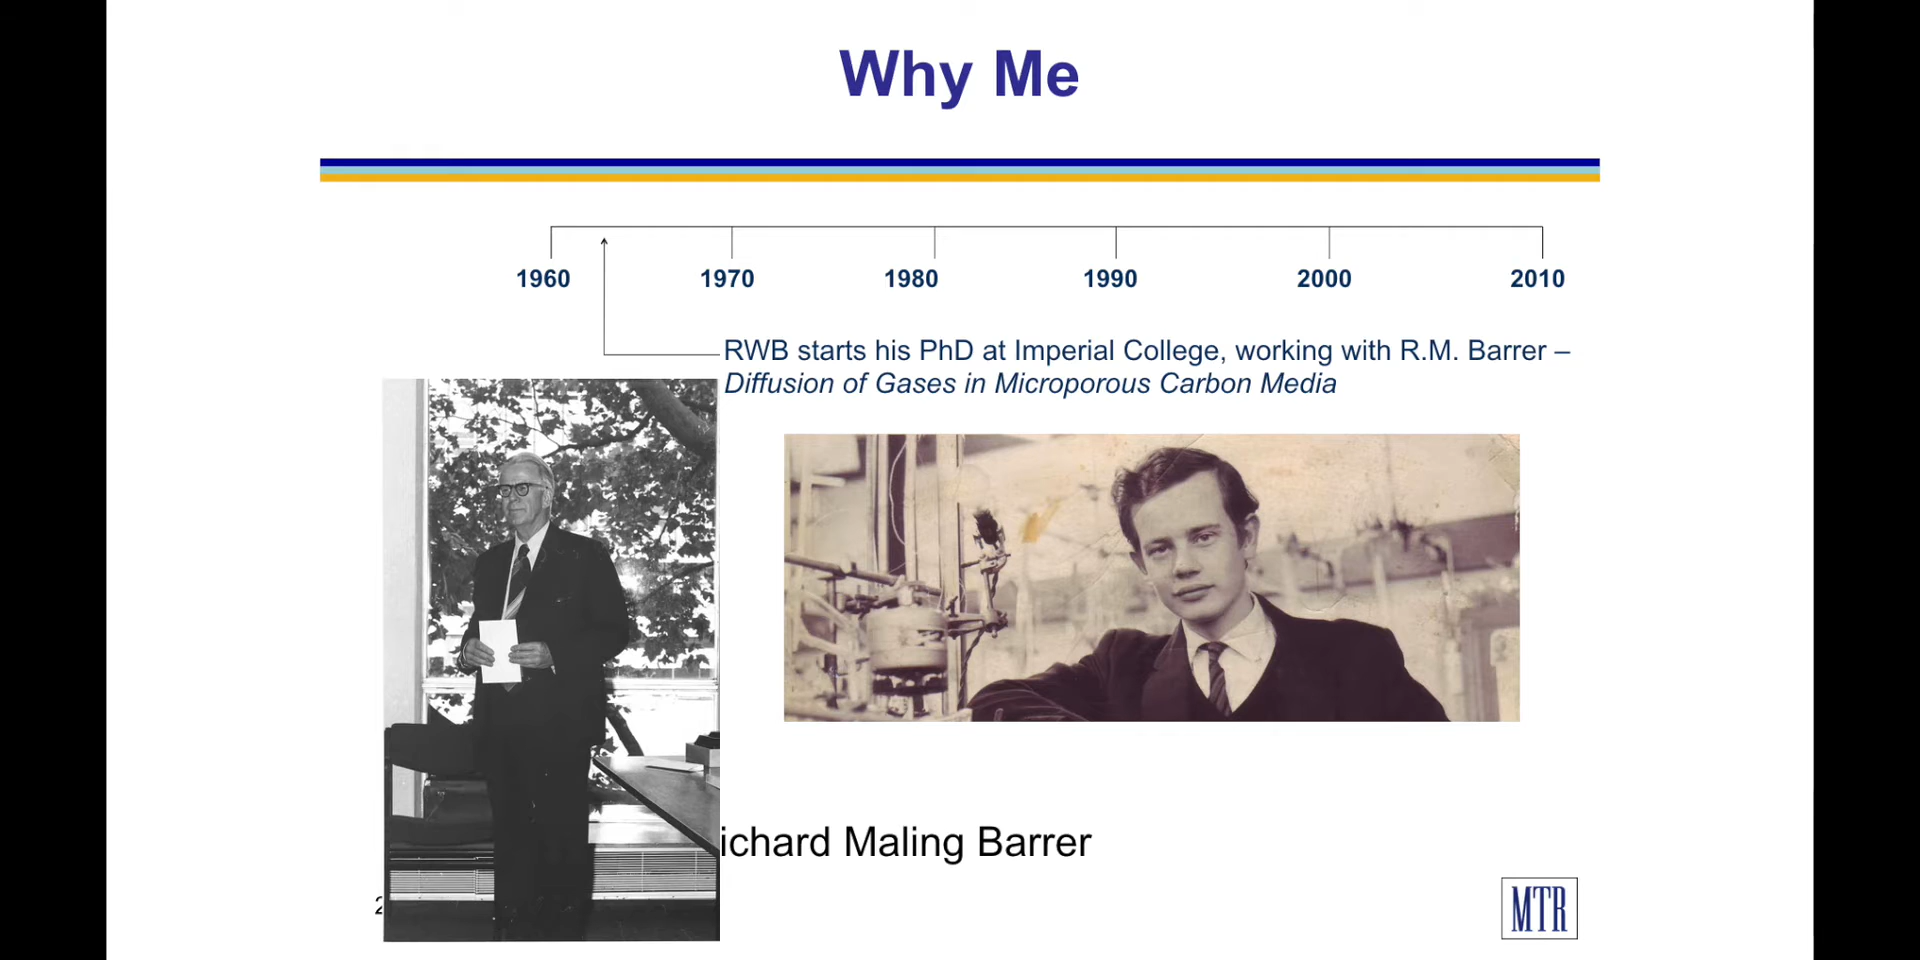 Why Me
1960 1970 1980 1990 2000 2010
RWB starts his PhD at Imperial College, working with R.M. Barrer –
Diffusion of Gases in Microporous Carbon Media
ichard Maling Barrer
2
MTR